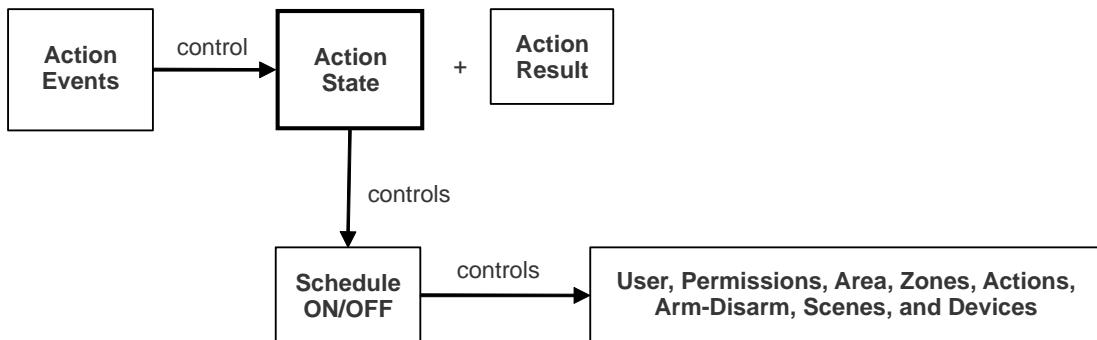 Action
Events
control
Action
State
+
Action
Result
controls
Schedule
ON/OFF
controls
User, Permissions, Area, Zones, Actions,
Arm-Disarm, Scenes, and Devices